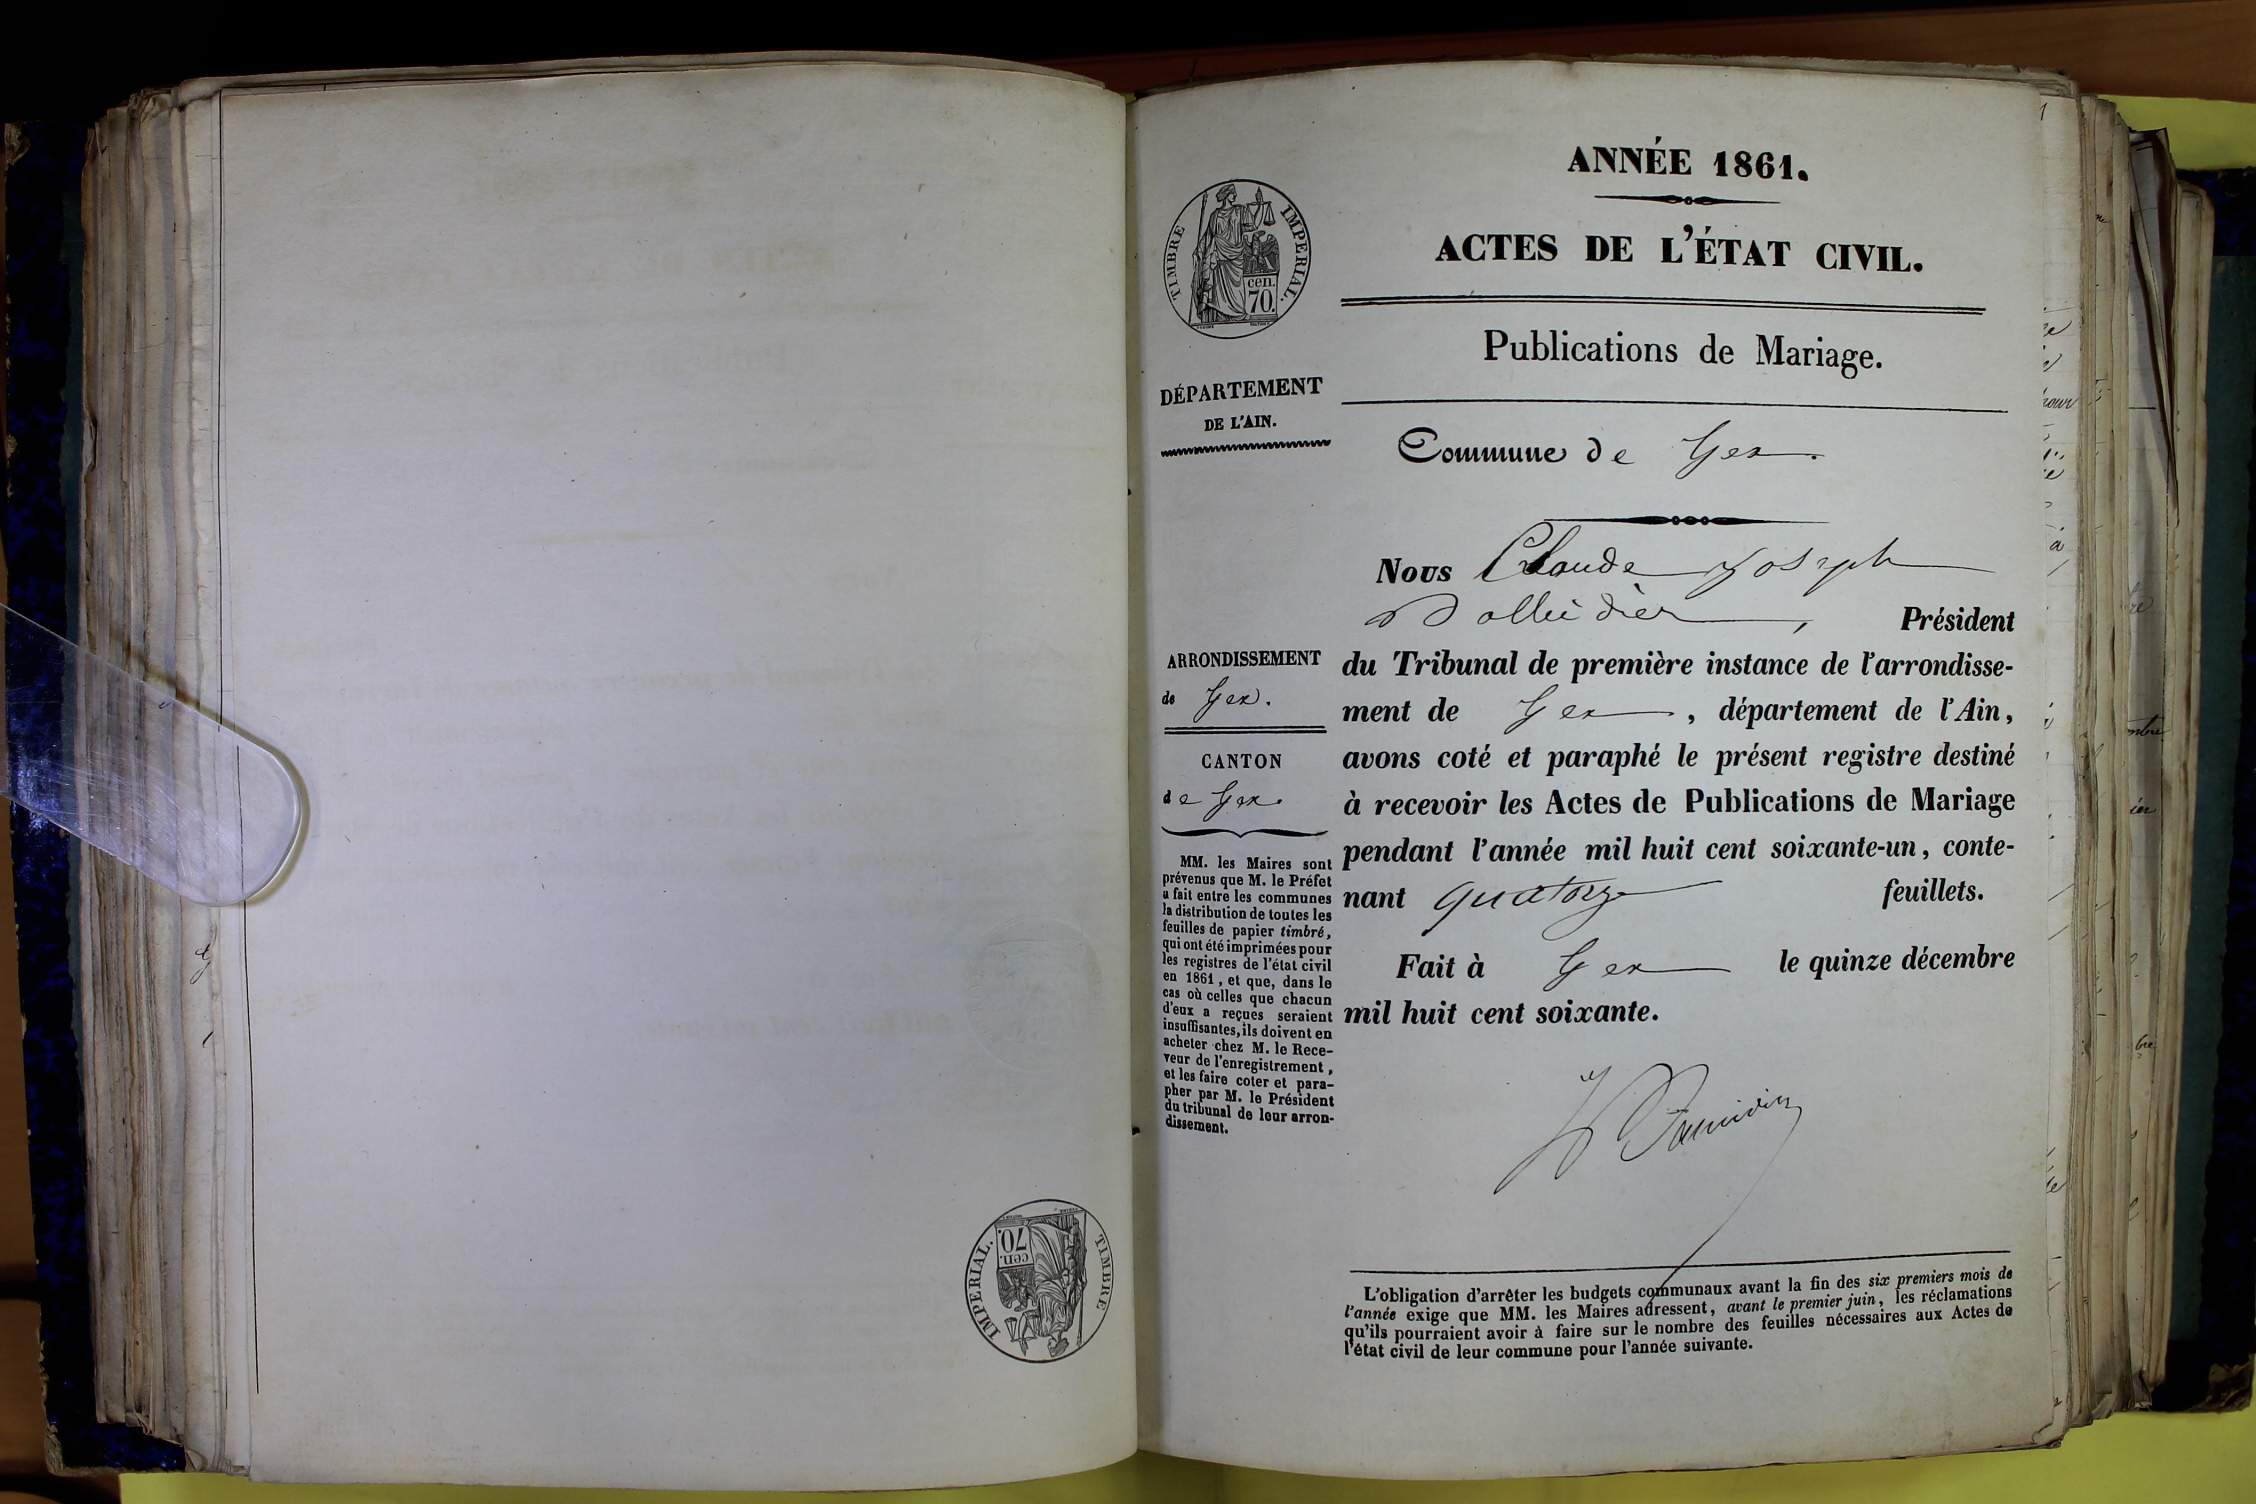 ANNÉE 1861.
ACTES DE L'ÉTAT CIVIL.
TIMBRE IMPERIAL.
cen.
70.
Publications de Mariage.
DÉPARTEMENT
DE L'AIN.
Commune de Gex.
Nous Claude Joseph
Président
ARRONDISSEMENT
de Gex.
CANTON
de Gex.
du Tribunal de première instance de l'arrondisse-
ment de Gex, département de l'Ain,
avons coté et paraphé le présent registre destiné
à recevoir les Actes de Publications de Mariage
pendant l'année mil huit cent soixante-un, conte-
nant quatorze feuillets.
Fait à Gex le quinze décembre
mil huit cent soixante.
MM. les Maires sont
prévenus que M. le Préfet
a fait entre les communes
la distribution de toutes les
feuilles de papier timbré,
qui ont été imprimées pour
les registres de l'état civil
en 1861, et que, dans le
cas où celles que chacun
d'eux a reçues seraient
insuffisantes, ils doivent en
acheter chez M. le Rece-
veur de l'enregistrement,
et les faire coter et para-
pher par M. le Président
du tribunal de leur arron-
dissement.
L'obligation d'arrêter les budgets communaux avant la fin des six premiers mois de
l'année exige que MM. les Maires adressent, avant le premier juin, les réclamations
qu'ils pourraient avoir à faire sur le nombre des feuilles nécessaires aux Actes de
l'état civil de leur commune pour l'année suivante.
TIMBRE IMPERIAL.
cen.
70.